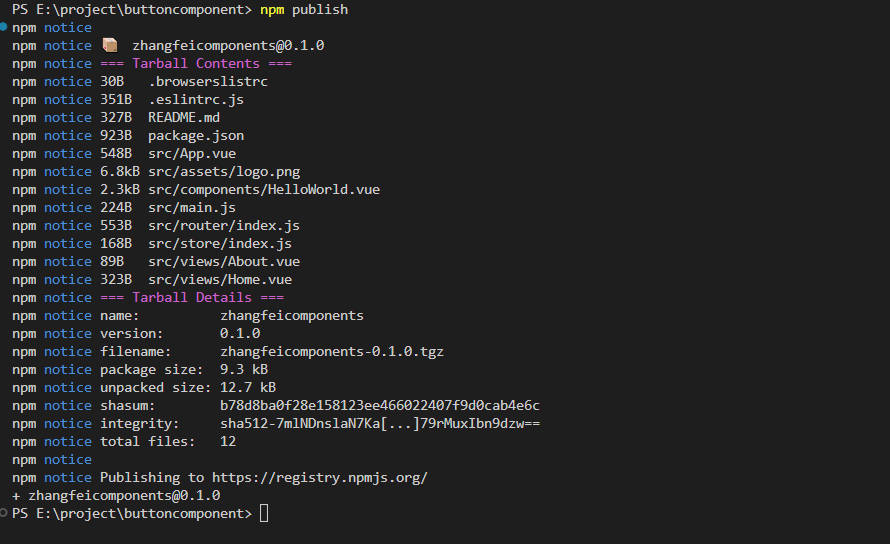 PS E:\project\buttoncomponent> npm publish
npm notice
npm notice 📦  zhangfeicomponents@0.1.0
npm notice === Tarball Contents ===
npm notice 30B   .browserslistrc
npm notice 351B  .eslintrc.js
npm notice 327B  README.md
npm notice 923B  package.json
npm notice 548B  src/App.vue
npm notice 6.8kB src/assets/logo.png
npm notice 2.3kB src/components/HelloWorld.vue
npm notice 224B  src/main.js
npm notice 553B  src/router/index.js
npm notice 168B  src/store/index.js
npm notice 89B   src/views/About.vue
npm notice 323B  src/views/Home.vue
npm notice === Tarball Details ===
npm notice name:          zhangfeicomponents
npm notice version:       0.1.0
npm notice filename:      zhangfeicomponents-0.1.0.tgz
npm notice package size:  9.3 kB
npm notice unpacked size: 12.7 kB
npm notice shasum:        b78d8ba0f28e158123ee466022407f9d0cab4e6c
npm notice integrity:     sha512-7mlNDnslaN7Ka[...]79rMuxIbn9dzw==
npm notice total files:   12
npm notice
npm notice Publishing to https://registry.npmjs.org/
+ zhangfeicomponents@0.1.0
PS E:\project\buttoncomponent>